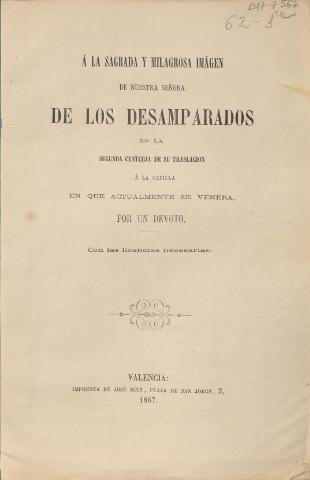 62-
Á LA SAGRADA Y MILAGROSA IMÁGEN
DE NUESTRA SEÑORA
DE LOS DESAMPARADOS
EN LA
SEGUNDA CENTURIA DE SU TRASLACION
Á LA CAPILLA
EN QUE ACTUALMENTE SE VENERA,
POR UN DEVOTO.
Con las licencias necesarias.
VALENCIA:
IMPRENTA DE JOSÉ RIUS, PLAZA DE SAN JORGE, 3,
1867.